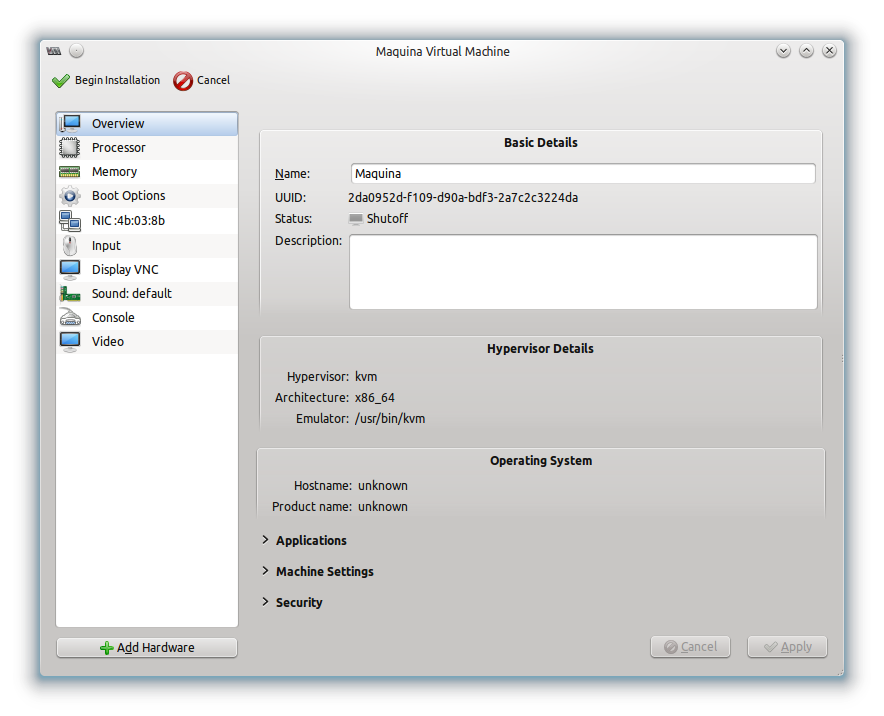 Maquina Virtual Machine
Begin Installation
Cancel
Overview
Processor
Memory
Boot Options
NIC :4b:03:8b
Input
Display VNC
Sound: default
Console
Video
Add Hardware
Basic Details
Name: Maquina
UUID: 2da0952d-f109-d90a-bdf3-2a7c2c3224da
Status: Shutoff
Description:
Hypervisor Details
Hypervisor: kvm
Architecture: x86_64
Emulator: /usr/bin/kvm
Operating System
Hostname: unknown
Product name: unknown
Applications
Machine Settings
Security
Cancel
Apply